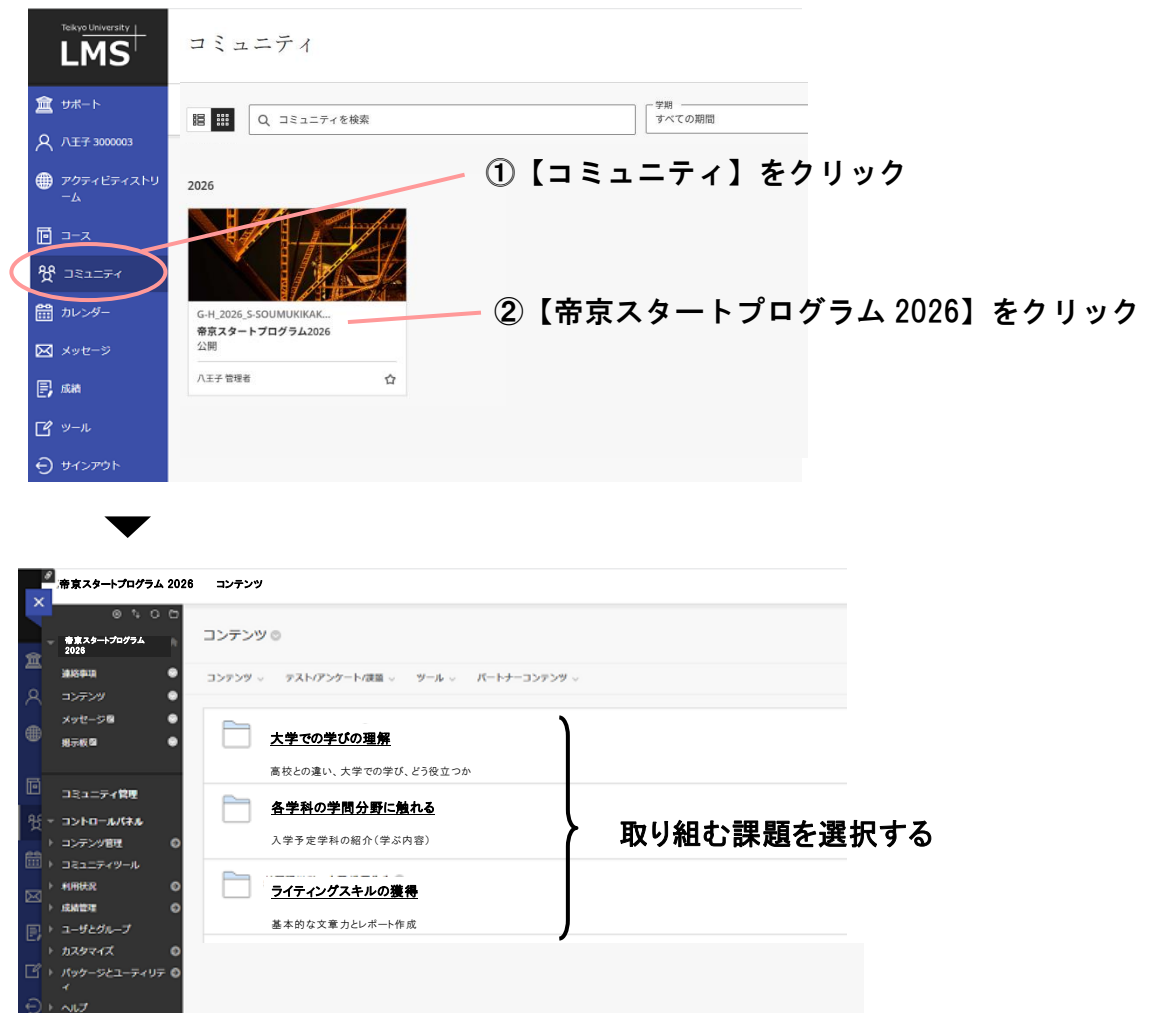 Teikyo University
LMS
コミュニティ
サポート
八王子 3000003
アクティビティストリ
ーム
コース
コミュニティ
カレンダー
メッセージ
成績
ツール
サインアウト
コミュニティを検索
学期
すべての期間
2026
G-H_2026_S-SOUMUKIKAK...
帝京スタートプログラム2026
公開
八王子 管理者
①【コミュニティ】をクリック
②【帝京スタートプログラム 2026】をクリック
帝京スタートプログラム 2026 コンテンツ
帝京スタートプログラム
2026
連絡事項
コンテンツ
メッセージ
掲示板
コミュニティ管理
コントロールパネル
コンテンツ管理
コミュニティツール
利用状況
成績管理
ユーザとグループ
カスタマイズ
パッケージとユーティリテ
ィ
ヘルプ
コンテンツ
コンテンツ テスト/アンケート/課題 ツール パートナーコンテンツ
大学での学びの理解
高校との違い、大学での学び、どう役立つか
各学科の学問分野に触れる
入学予定学科の紹介（学ぶ内容）
ライティングスキルの獲得
基本的な文章力とレポート作成
取り組む課題を選択する